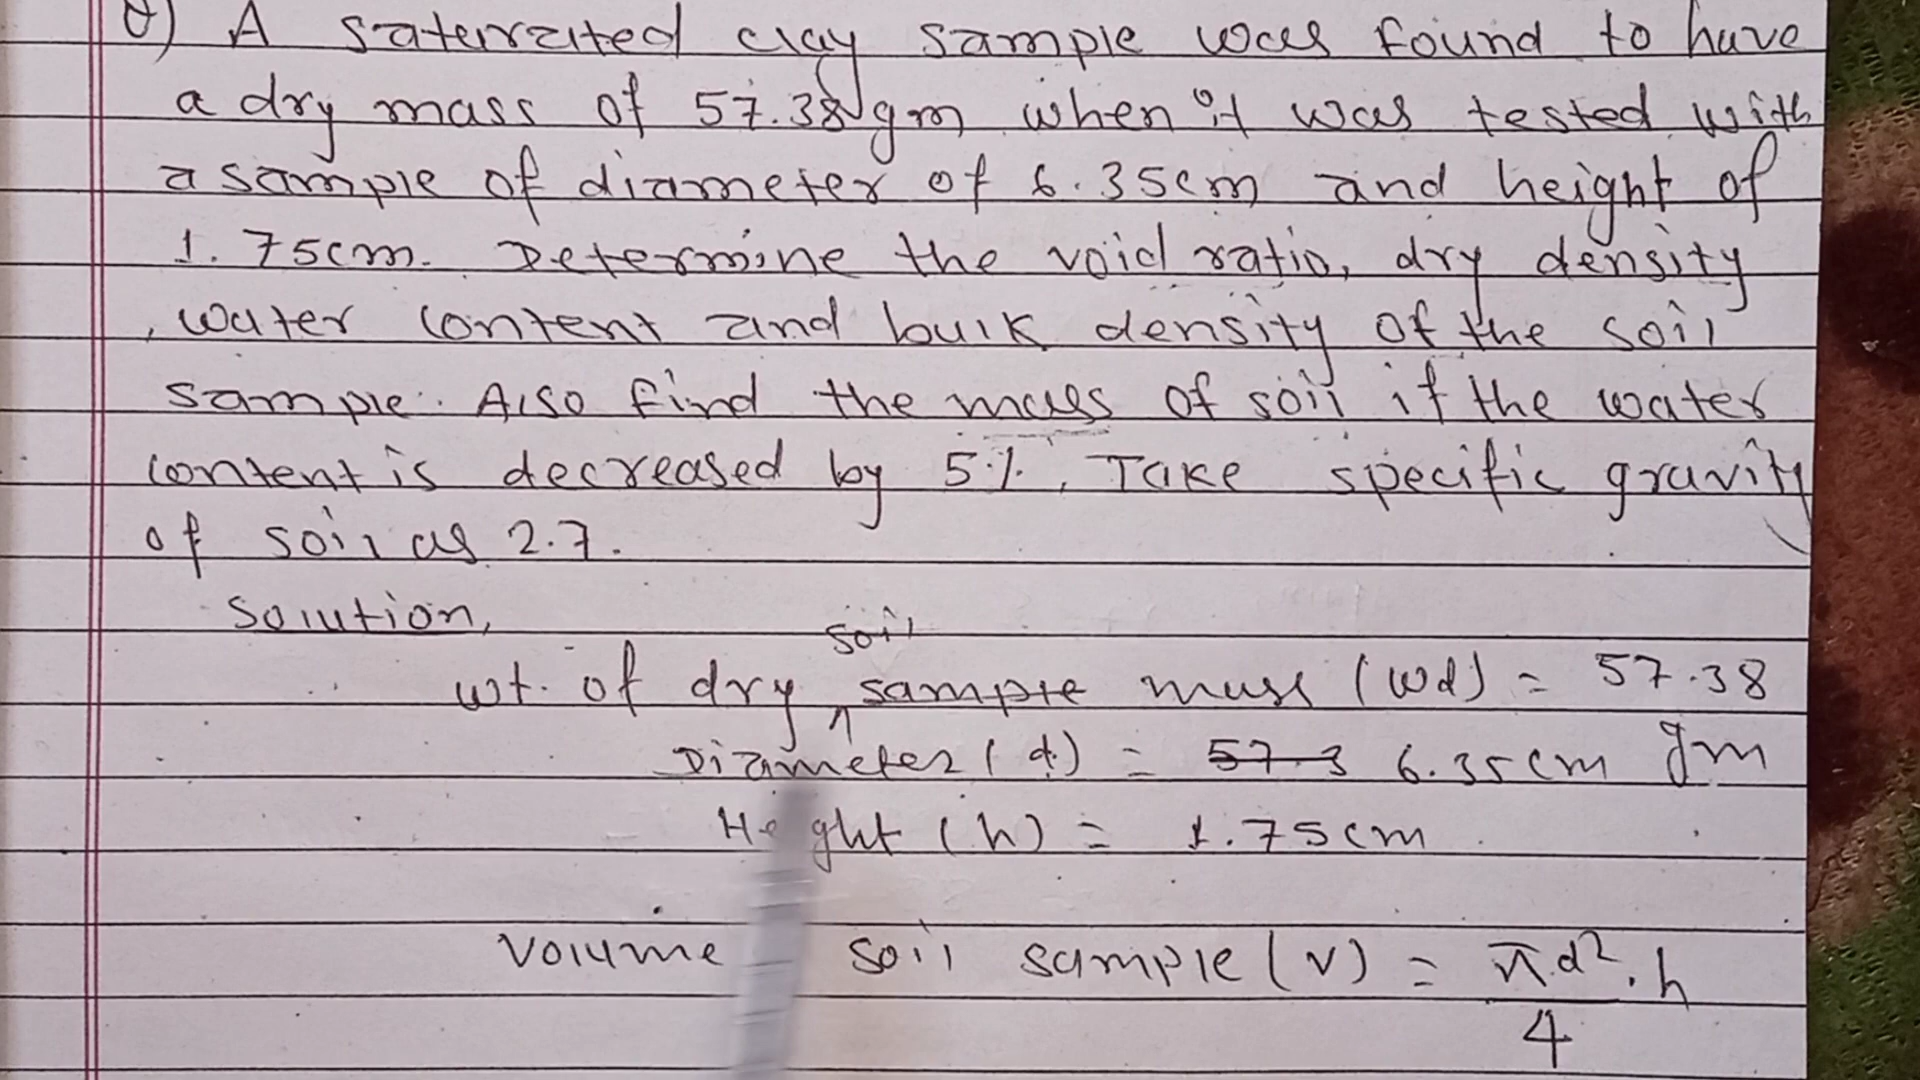 Q) A saterrated clay sample was found to have
a dry mass of 57.38 gm when it was tested with
a sample of diameter of 6.35cm and height of
1.75cm. Determine the void ratio, dry density
, water content and bulk density of the soil
sample. Also find the mass of soil if the water
content is decreased by 5%. Take specific gravity
of soil as 2.7.
Solution,
soil
wt. of dry sample mass (wd) = 57.38
Diameter (d) = 57.3 6.35cm gm
Height (h) = 1.75cm
Volume soil sample (v) = πd².h
4